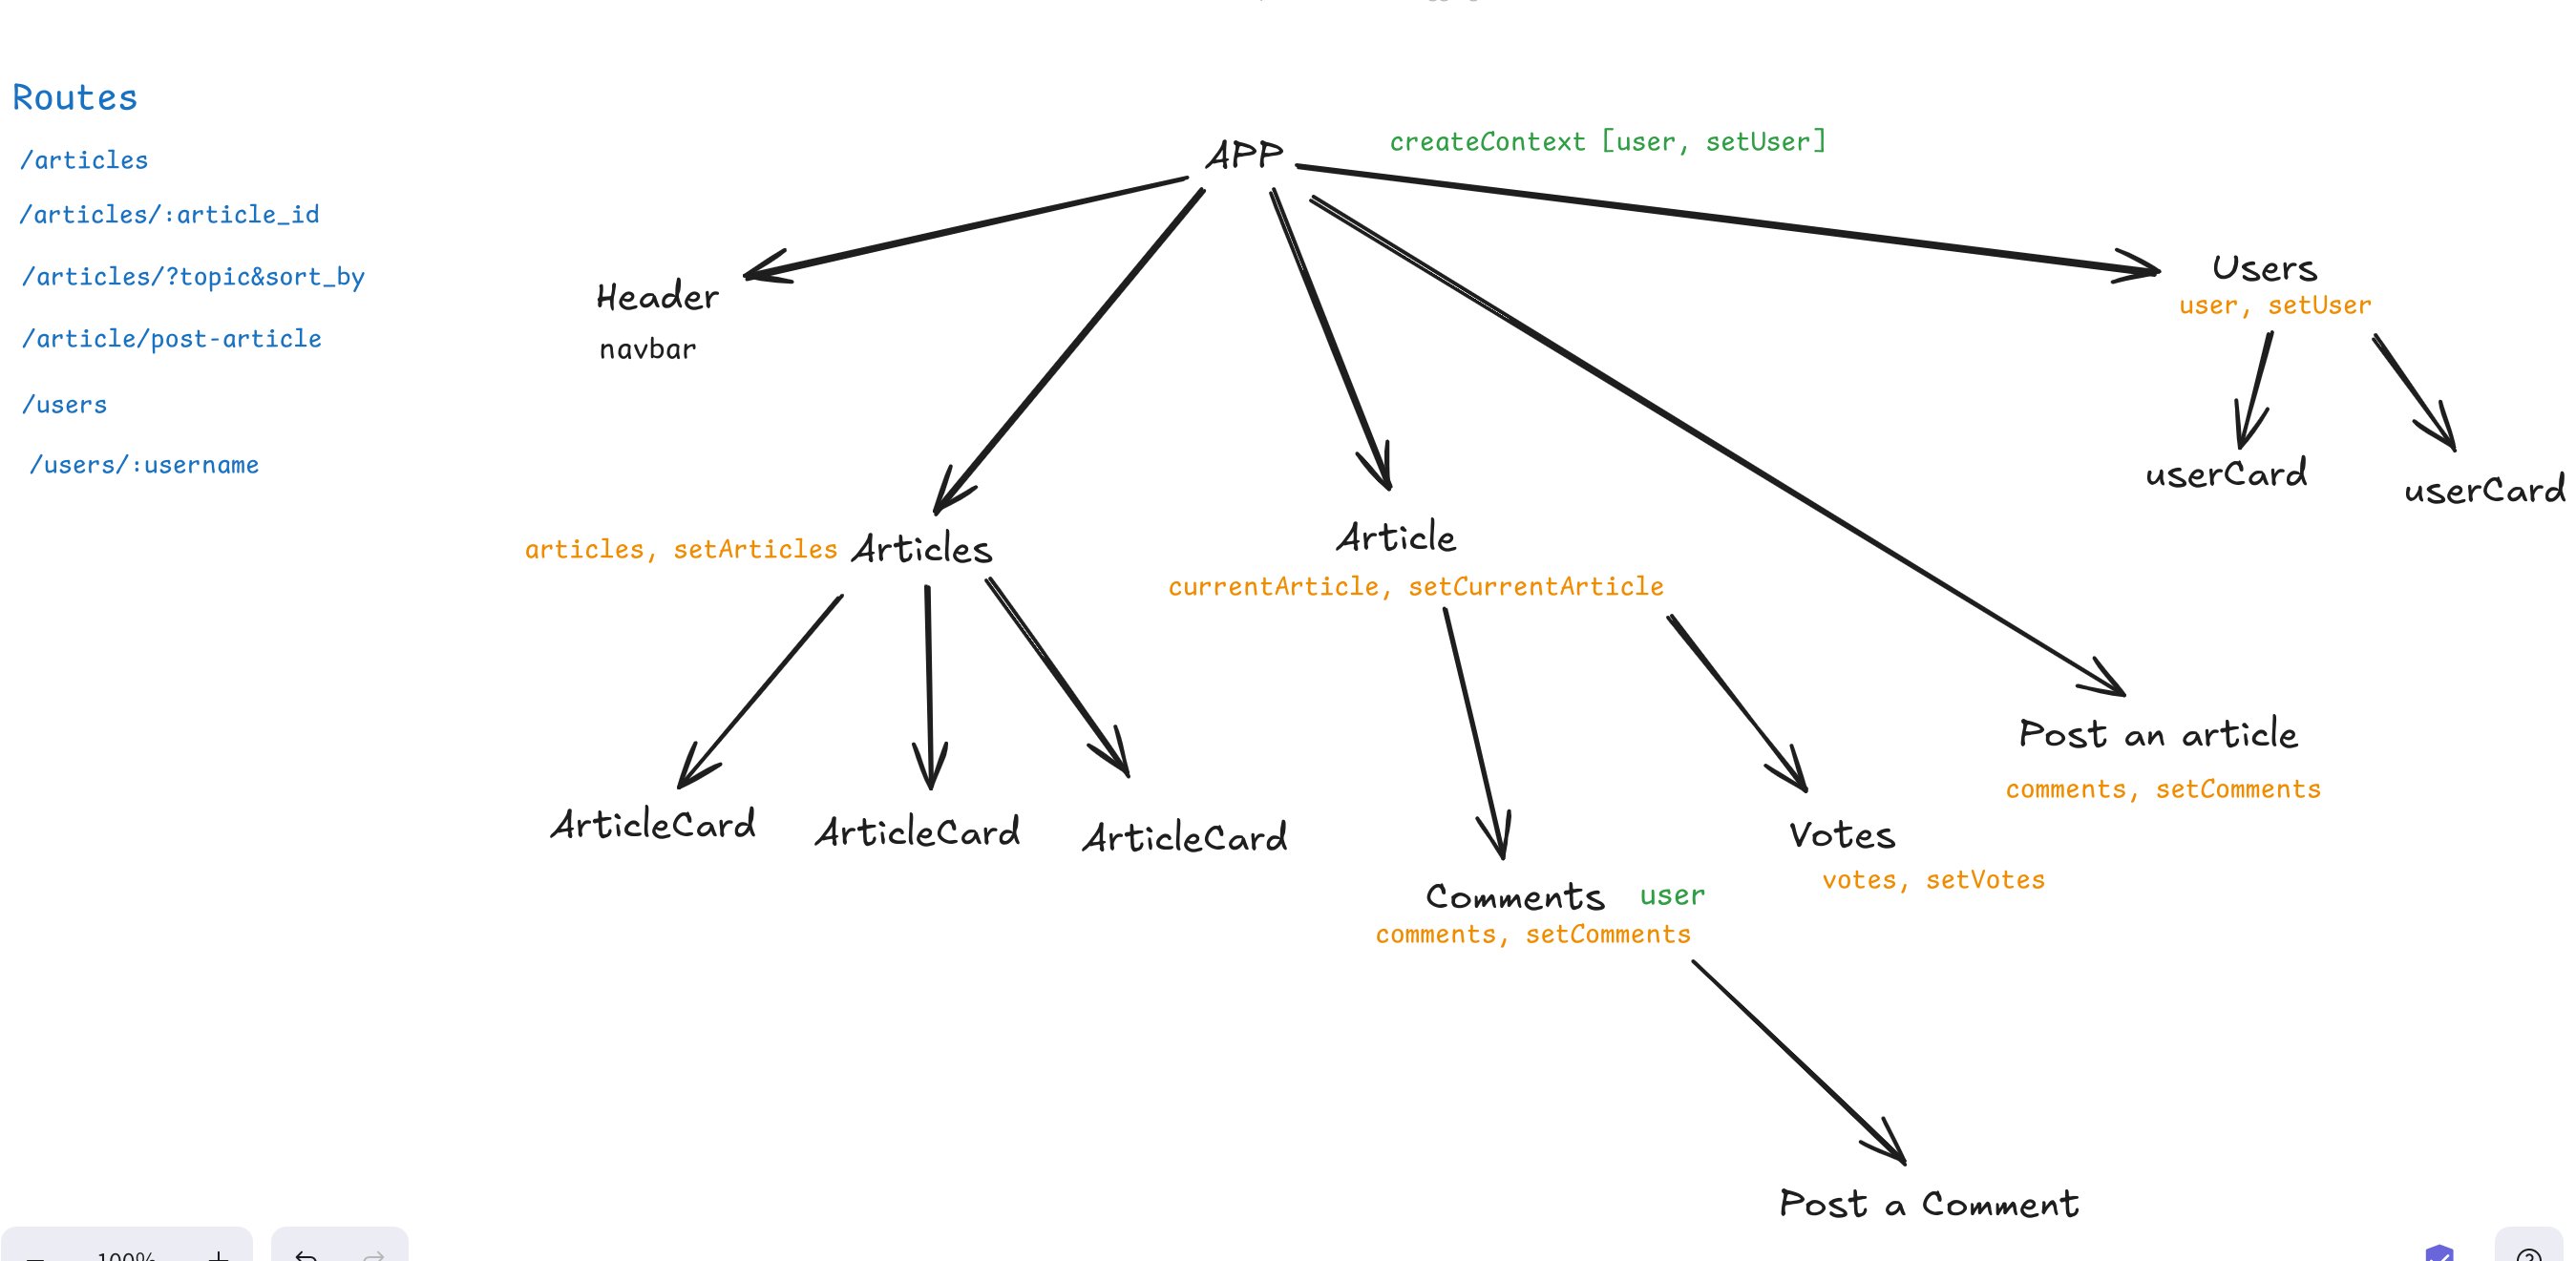 Routes
/articles
/articles/:article_id
/articles/?topic&sort_by
/article/post-article
/users
/users/:username
APP
createContext [user, setUser]
Header
navbar
Users
user, setUser
userCard
userCard
articles, setArticles
Articles
Article
currentArticle, setCurrentArticle
ArticleCard
ArticleCard
ArticleCard
Post an article
comments, setComments
Votes
votes, setVotes
Comments
user
comments, setComments
Post a Comment
100%